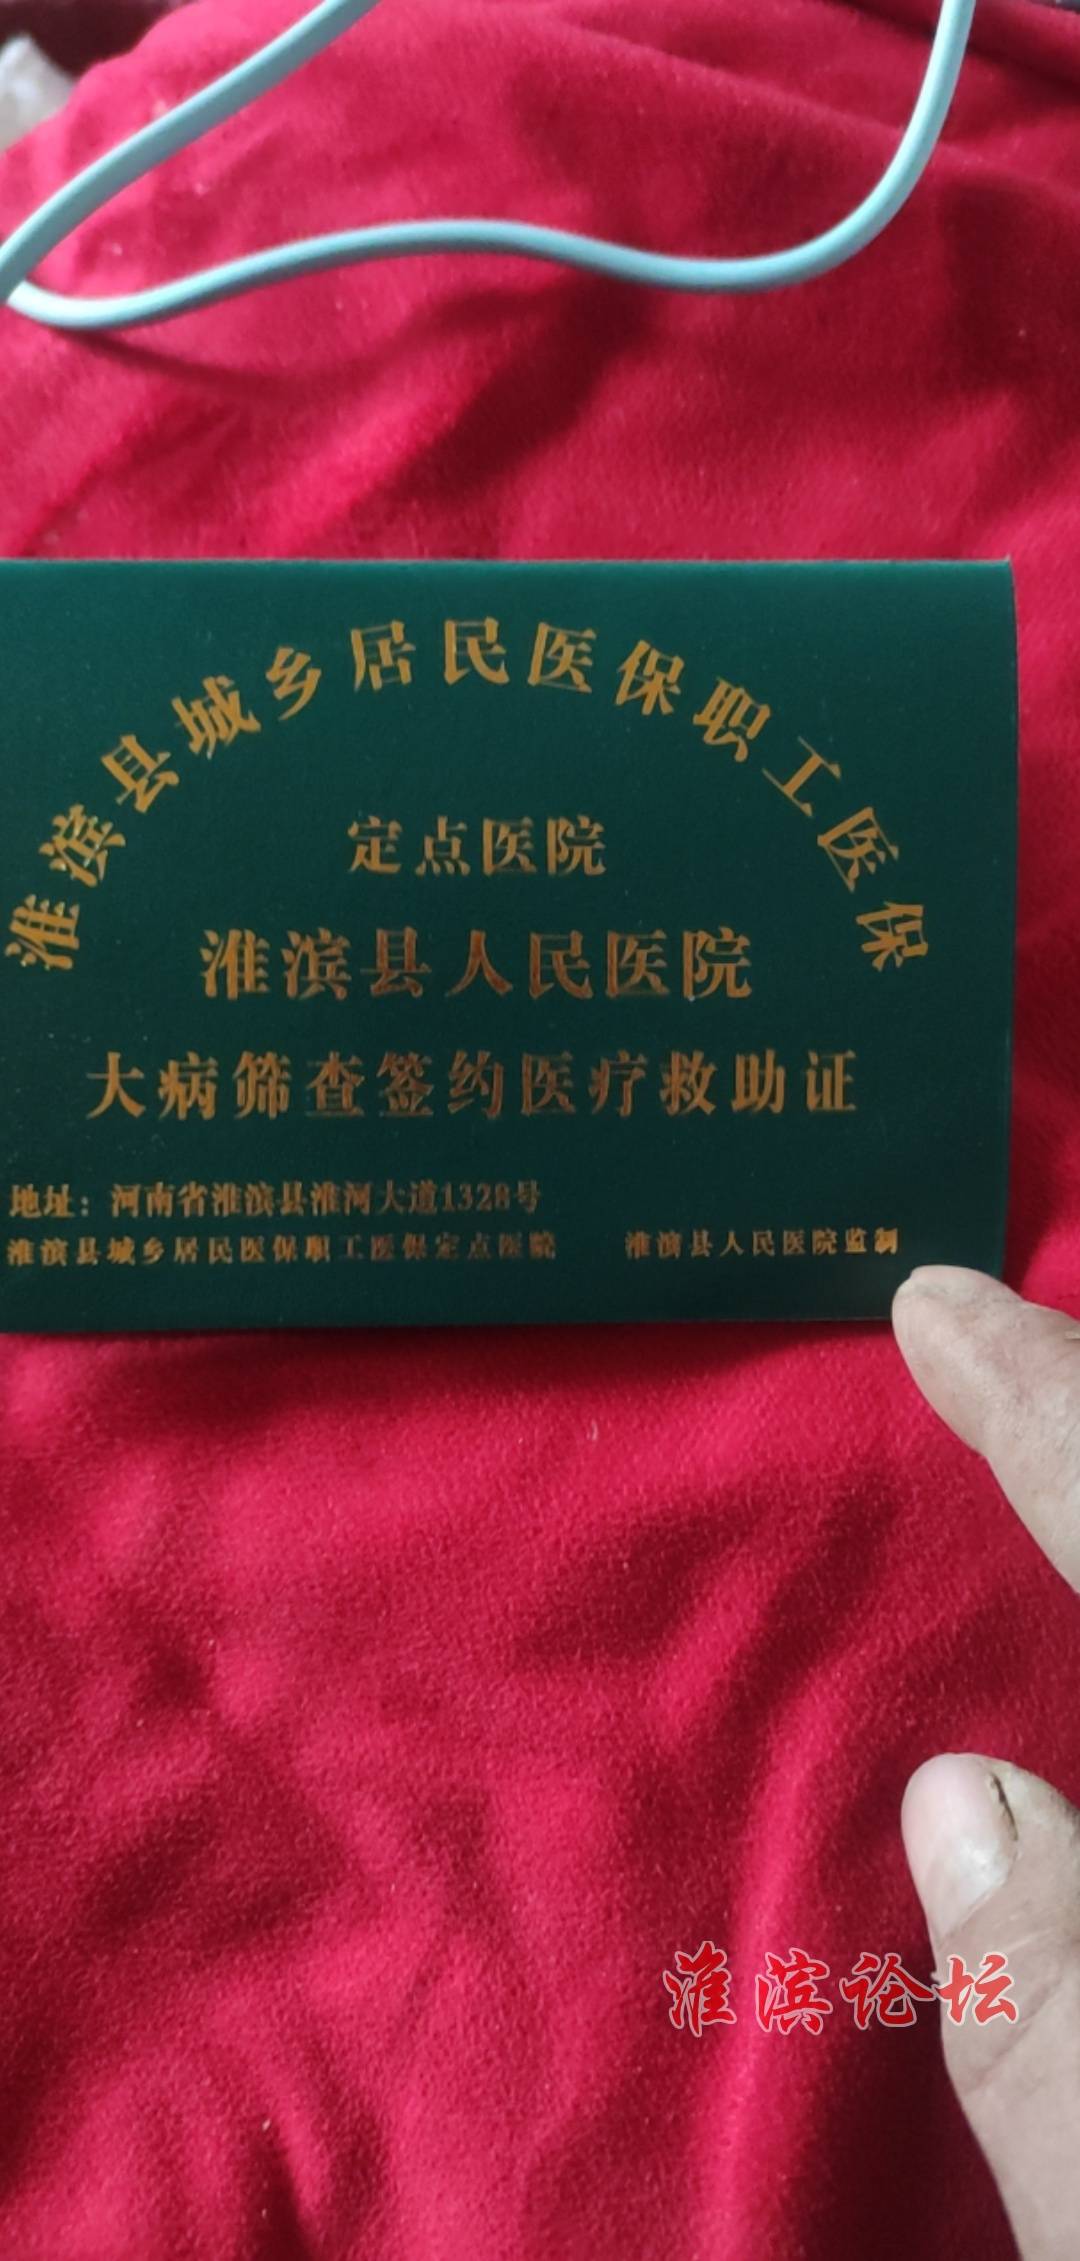 淮滨县城乡居民医保职工医保
定点医院
淮滨县人民医院
大病筛查签约医疗救助证
地址：河南省淮滨县淮河大道1328号
淮滨县城乡居民医保职工医保定点医院 淮滨县人民医院监制
淮滨论坛